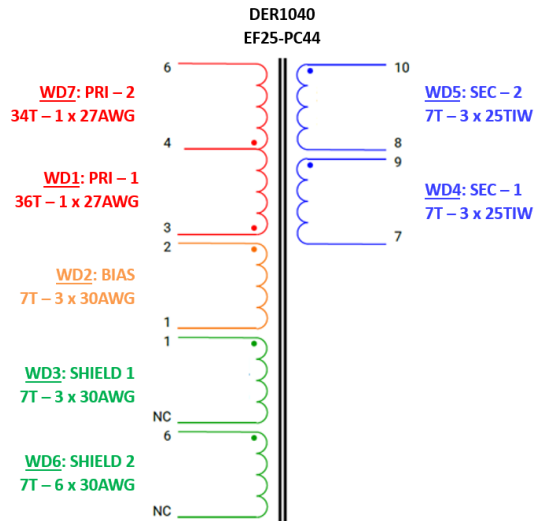 DER1040
EF25-PC44
6
10
WD7: PRI – 2
34T – 1 x 27AWG
WD5: SEC – 2
7T – 3 x 25TIW
4
8
9
WD1: PRI – 1
36T – 1 x 27AWG
WD4: SEC – 1
7T – 3 x 25TIW
3
7
2
WD2: BIAS
7T – 3 x 30AWG
1
1
WD3: SHIELD 1
7T – 3 x 30AWG
NC
6
WD6: SHIELD 2
7T – 6 x 30AWG
NC